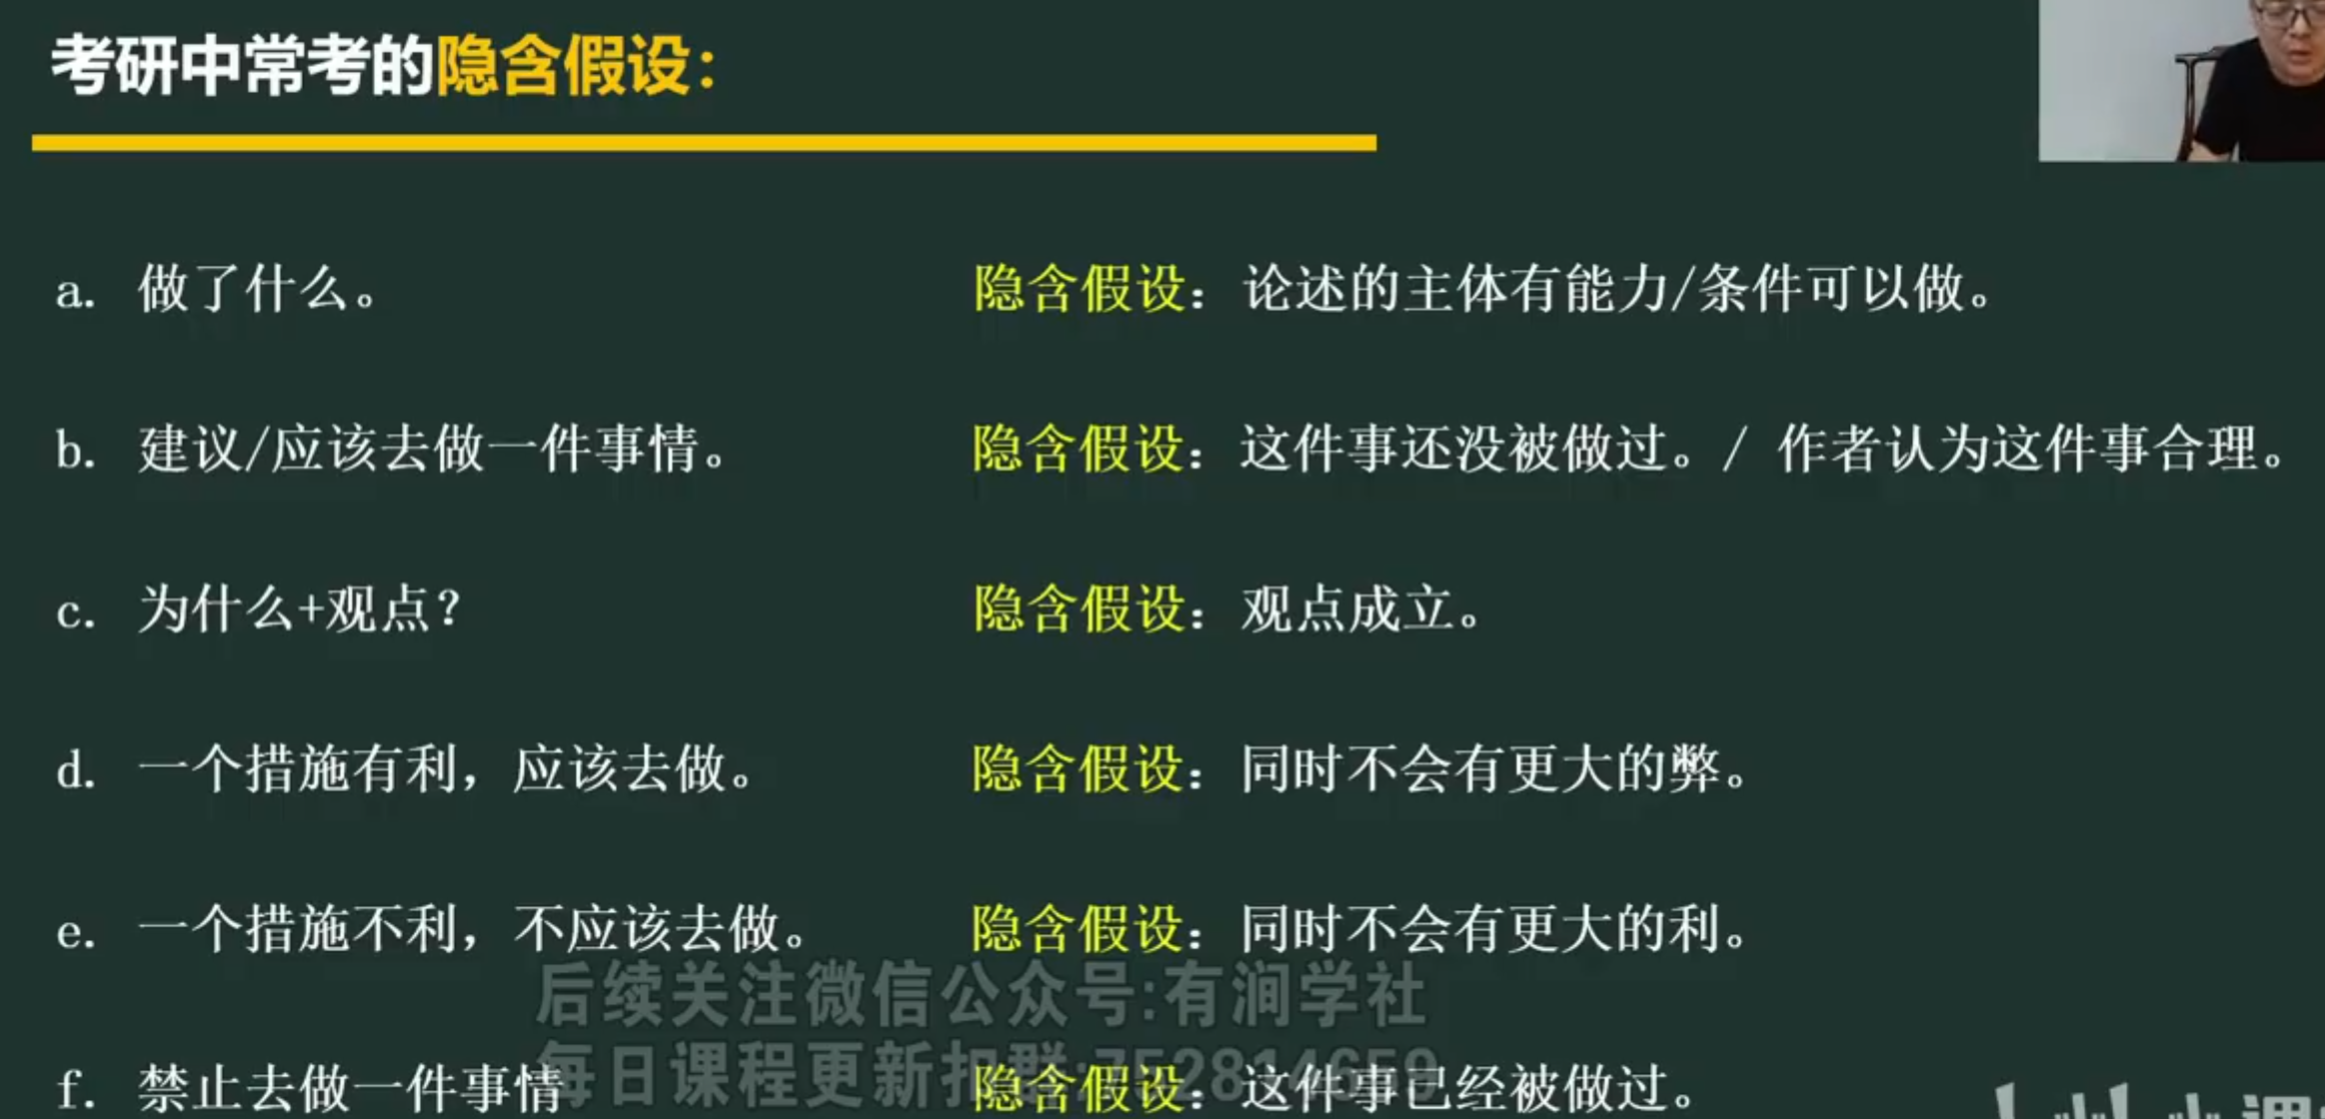 考研中常考的隐含假设：
a. 做了什么。 隐含假设：论述的主体有能力/条件可以做。
b. 建议/应该去做一件事情。 隐含假设：这件事还没被做过。/ 作者认为这件事合理。
c. 为什么+观点？ 隐含假设：观点成立。
d. 一个措施有利，应该去做。 隐含假设：同时不会有更大的弊。
e. 一个措施不利，不应该去做。 隐含假设：同时不会有更大的利。
后续关注微信公众号:有涧学社
每日课程更新扣群:752814659
f. 禁止去做一件事情 隐含假设：这件事已经被做过。